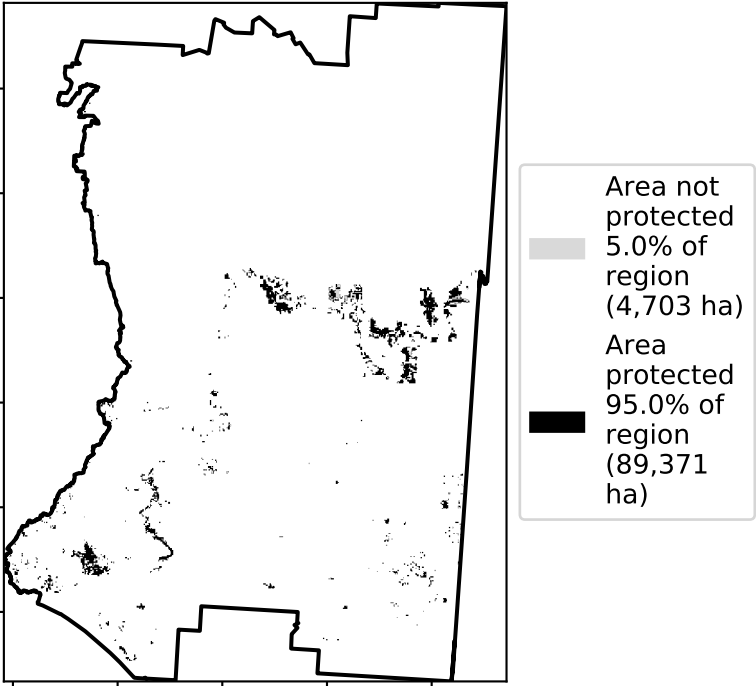 Area not
protected
5.0% of
region
(4,703 ha)
Area
protected
95.0% of
region
(89,371
ha)